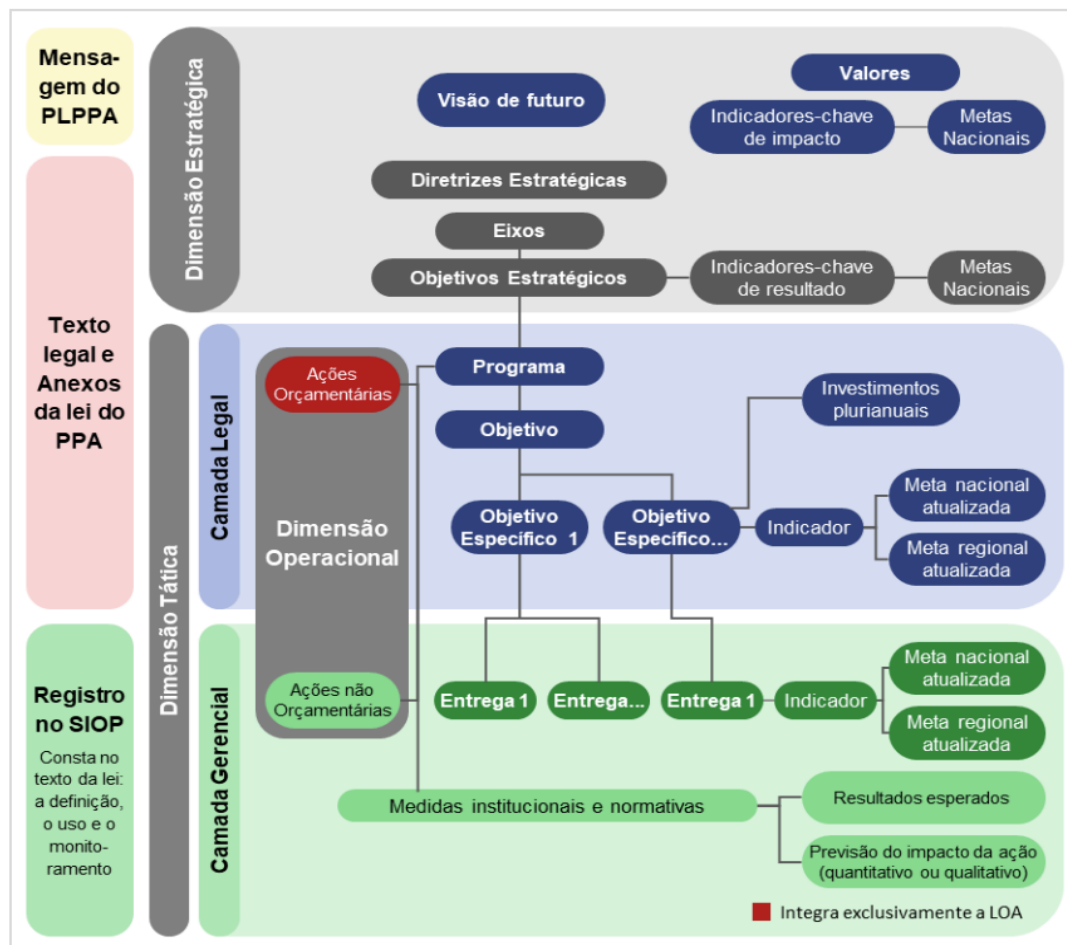 Mensa-
gem do
PLPPA
Texto
legal e
Anexos
da lei do
PPA
Registro
no SIOP
Consta no
texto da lei:
a definição,
o uso e o
monito-
ramento
Dimensão Estratégica
Visão de futuro
Valores
Indicadores-chave
de impacto
Metas
Nacionais
Diretrizes Estratégicas
Eixos
Objetivos Estratégicos
Indicadores-chave
de resultado
Metas
Nacionais
Dimensão Tática
Camada Legal
Dimensão
Operacional
Ações
Orçamentárias
Programa
Objetivo
Investimentos
plurianuais
Objetivo
Específico 1
Objetivo
Específico...
Indicador
Meta nacional
atualizada
Meta regional
atualizada
Camada Gerencial
Ações não
Orçamentárias
Entrega 1
Entrega...
Entrega 1
Indicador
Meta nacional
atualizada
Meta regional
atualizada
Medidas institucionais e normativas
Resultados esperados
Previsão do impacto da ação
(quantitativo ou qualitativo)
Integra exclusivamente a LOA